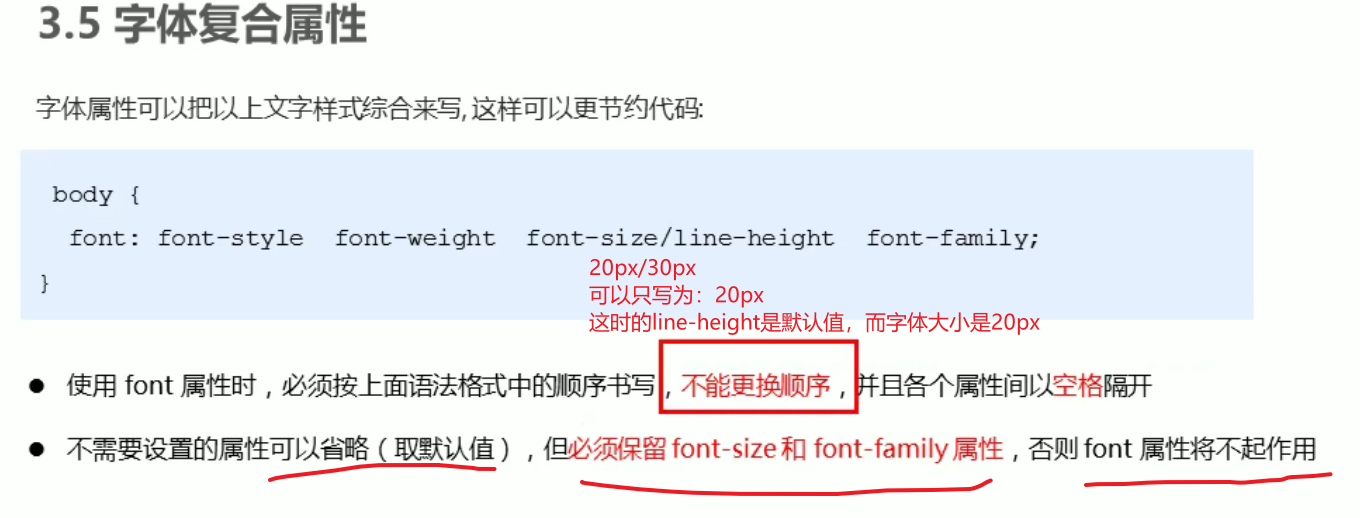 3.5 字体复合属性
字体属性可以把以上文字样式综合来写, 这样可以更节约代码:
body {
font: font-style font-weight font-size/line-height font-family;
}
20px/30px
可以只写为：20px
这时的line-height是默认值，而字体大小是20px
● 使用 font 属性时，必须按上面语法格式中的顺序书写，不能更换顺序，并且各个属性间以空格隔开
● 不需要设置的属性可以省略（取默认值），但必须保留 font-size 和 font-family 属性，否则 font 属性将不起作用